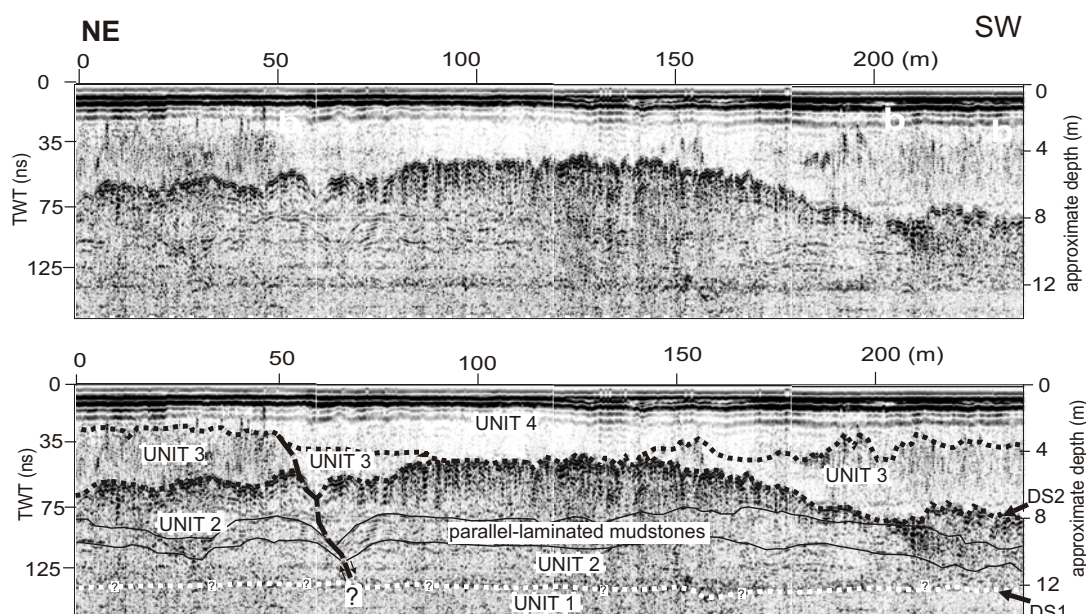 NE SW
0 50 100 150 200 (m)
0 35 75 125
TWT (ns)
b b b
0 4 8 12
approximate depth (m)
0 50 100 150 200 (m)
0 35 75 125
TWT (ns)
UNIT 4
UNIT 3 UNIT 3 UNIT 3
UNIT 2 parallel-laminated mudstones
UNIT 2
? ? ? ? ? ? ?
?
UNIT 1
0 4 8 12
approximate depth (m)
DS2
DS1